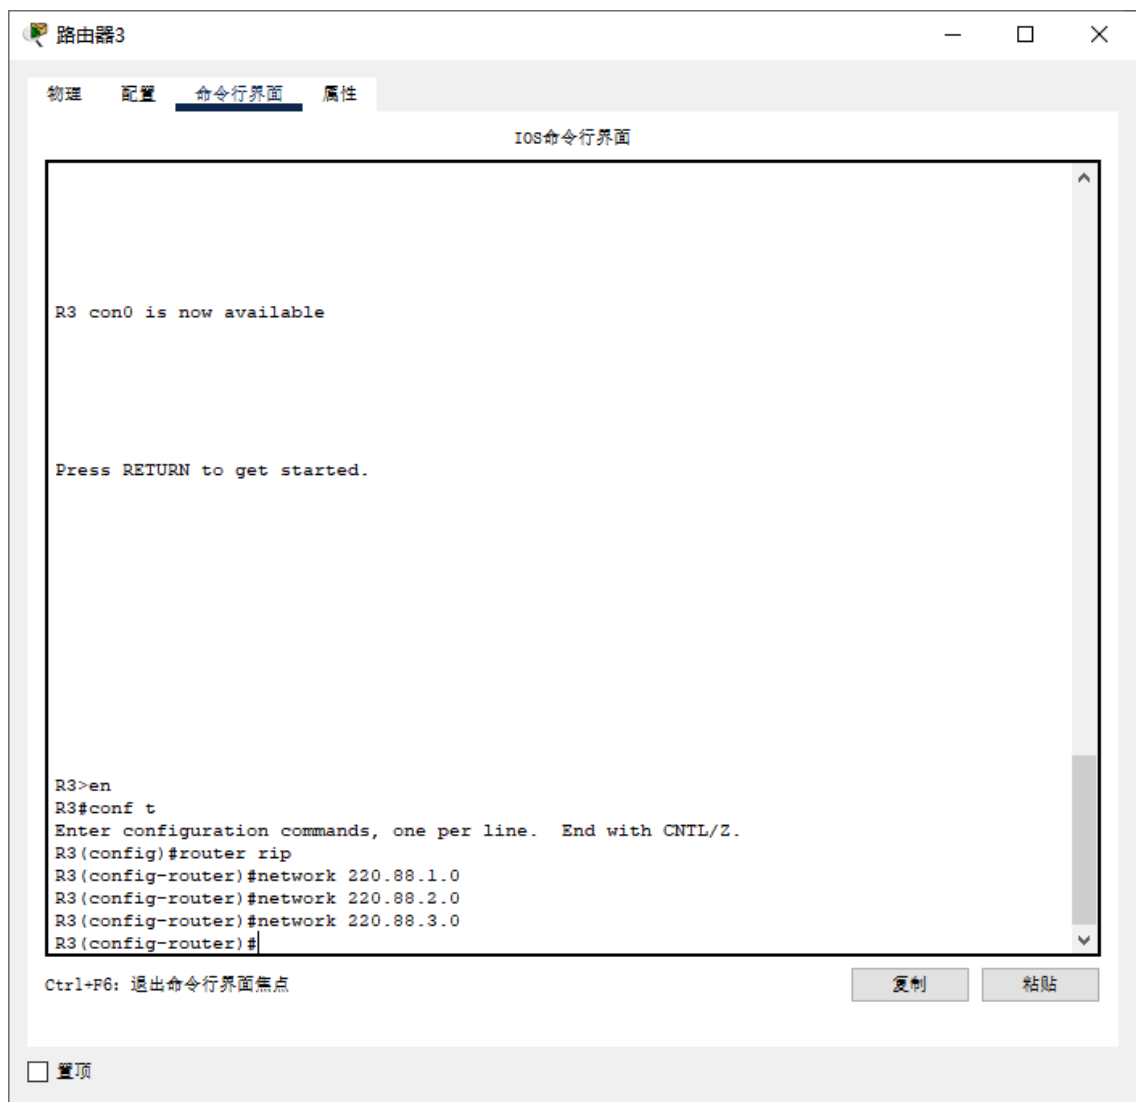 路由器3
物理 配置 命令行界面 属性
IOS命令行界面
R3 con0 is now available
Press RETURN to get started.
R3>en
R3#conf t
Enter configuration commands, one per line.  End with CNTL/Z.
R3(config)#router rip
R3(config-router)#network 220.88.1.0
R3(config-router)#network 220.88.2.0
R3(config-router)#network 220.88.3.0
R3(config-router)#
Ctrl+F6: 退出命令行界面焦点 复制 粘贴
置顶